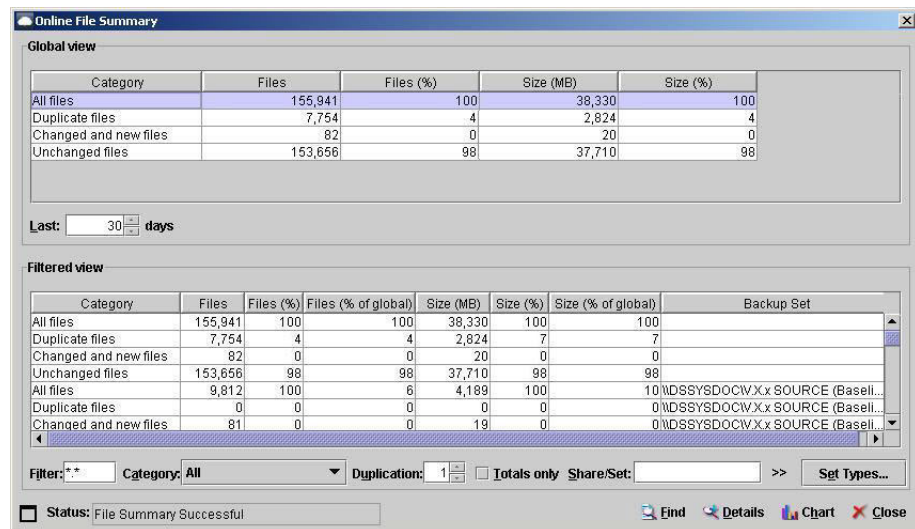 Online File Summary
Global view
Category Files Files (%) Size (MB) Size (%)
All files 155,941 100 38,330 100
Duplicate files 7,754 4 2,824 4
Changed and new files 82 0 20 0
Unchanged files 153,656 98 37,710 98
Last: 30 days
Filtered view
Category Files Files (%) Files (% of global) Size (MB) Size (%) Size (% of global) Backup Set
All files 155,941 100 100 38,330 100 100
Duplicate files 7,754 4 4 2,824 7 7
Changed and new files 82 0 0 20 0 0
Unchanged files 153,656 98 98 37,710 98 98
All files 9,812 100 6 4,189 100 10 \\DSSYSDOC\V.X.x SOURCE (Baseli...
Duplicate files 0 0 0 0 0 0 \\DSSYSDOC\V.X.x SOURCE (Baseli...
Changed and new files 81 0 0 19 0 0 \\DSSYSDOC\V.X.x SOURCE (Baseli...
Filter: *.* Category: All Duplication: 1 Totals only Share/Set: >> Set Types...
Status: File Summary Successful Find Details Chart Close